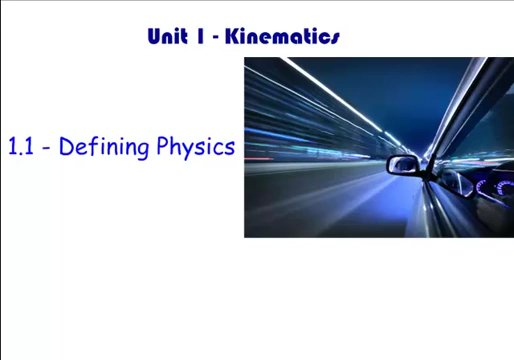 Unit 1 - Kinematics
1.1 - Defining Physics